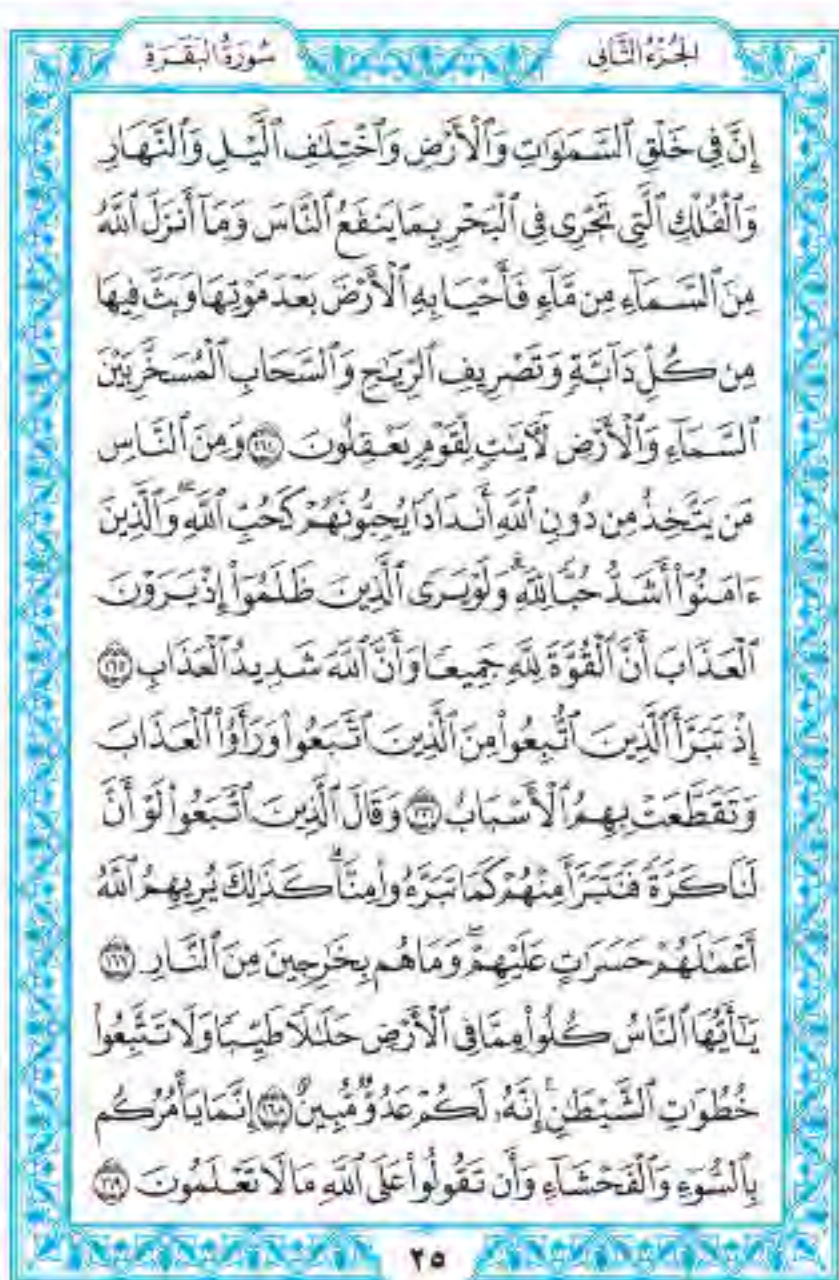 الجزء الثاني
سورة البقرة
إِنَّ فِي خَلْقِ ٱلسَّمَٰوَٰتِ وَٱلْأَرْضِ وَٱخْتِلَٰفِ ٱلَّيْلِ وَٱلنَّهَارِ
وَٱلْفُلْكِ ٱلَّتِي تَجْرِي فِي ٱلْبَحْرِ بِمَا يَنفَعُ ٱلنَّاسَ وَمَآ أَنزَلَ ٱللَّهُ
مِنَ ٱلسَّمَآءِ مِن مَّآءٍ فَأَحْيَا بِهِ ٱلْأَرْضَ بَعْدَ مَوْتِهَا وَبَثَّ فِيهَا
مِن كُلِّ دَآبَّةٍ وَتَصْرِيفِ ٱلرِّيَٰحِ وَٱلسَّحَابِ ٱلْمُسَخَّرِ بَيْنَ
ٱلسَّمَآءِ وَٱلْأَرْضِ لَءَايَٰتٍ لِّقَوْمٍ يَعْقِلُونَ ١٦٤ وَمِنَ ٱلنَّاسِ
مَن يَتَّخِذُ مِن دُونِ ٱللَّهِ أَندَادًا يُحِبُّونَهُمْ كَحُبِّ ٱللَّهِۖ وَٱلَّذِينَ
ءَامَنُوٓا۟ أَشَدُّ حُبًّا لِّلَّهِۗ وَلَوْ يَرَى ٱلَّذِينَ ظَلَمُوٓا۟ إِذْ يَرَوْنَ
ٱلْعَذَابَ أَنَّ ٱلْقُوَّةَ لِلَّهِ جَمِيعًا وَأَنَّ ٱللَّهَ شَدِيدُ ٱلْعَذَابِ ١٦٥
إِذْ تَبَرَّأَ ٱلَّذِينَ ٱتُّبِعُوا۟ مِنَ ٱلَّذِينَ ٱتَّبَعُوا۟ وَرَأَوُا۟ ٱلْعَذَابَ
وَتَقَطَّعَتْ بِهِمُ ٱلْأَسْبَابُ ١٦٦ وَقَالَ ٱلَّذِينَ ٱتَّبَعُوا۟ لَوْ أَنَّ
لَنَا كَرَّةً فَنَتَبَرَّأَ مِنْهُمْ كَمَا تَبَرَّءُوا۟ مِنَّاۗ كَذَٰلِكَ يُرِيهِمُ ٱللَّهُ
أَعْمَٰلَهُمْ حَسَرَٰتٍ عَلَيْهِمْۖ وَمَا هُم بِخَٰرِجِينَ مِنَ ٱلنَّارِ ١٦٧
يَٰٓأَيُّهَا ٱلنَّاسُ كُلُوا۟ مِمَّا فِي ٱلْأَرْضِ حَلَٰلًا طَيِّبًا وَلَا تَتَّبِعُوا۟
خُطُوَٰتِ ٱلشَّيْطَٰنِۚ إِنَّهُۥ لَكُمْ عَدُوٌّ مُّبِينٌ ١٦٨ إِنَّمَا يَأْمُرُكُم
بِٱلسُّوٓءِ وَٱلْفَحْشَآءِ وَأَن تَقُولُوا۟ عَلَى ٱللَّهِ مَا لَا تَعْلَمُونَ ١٦٩
٢٥